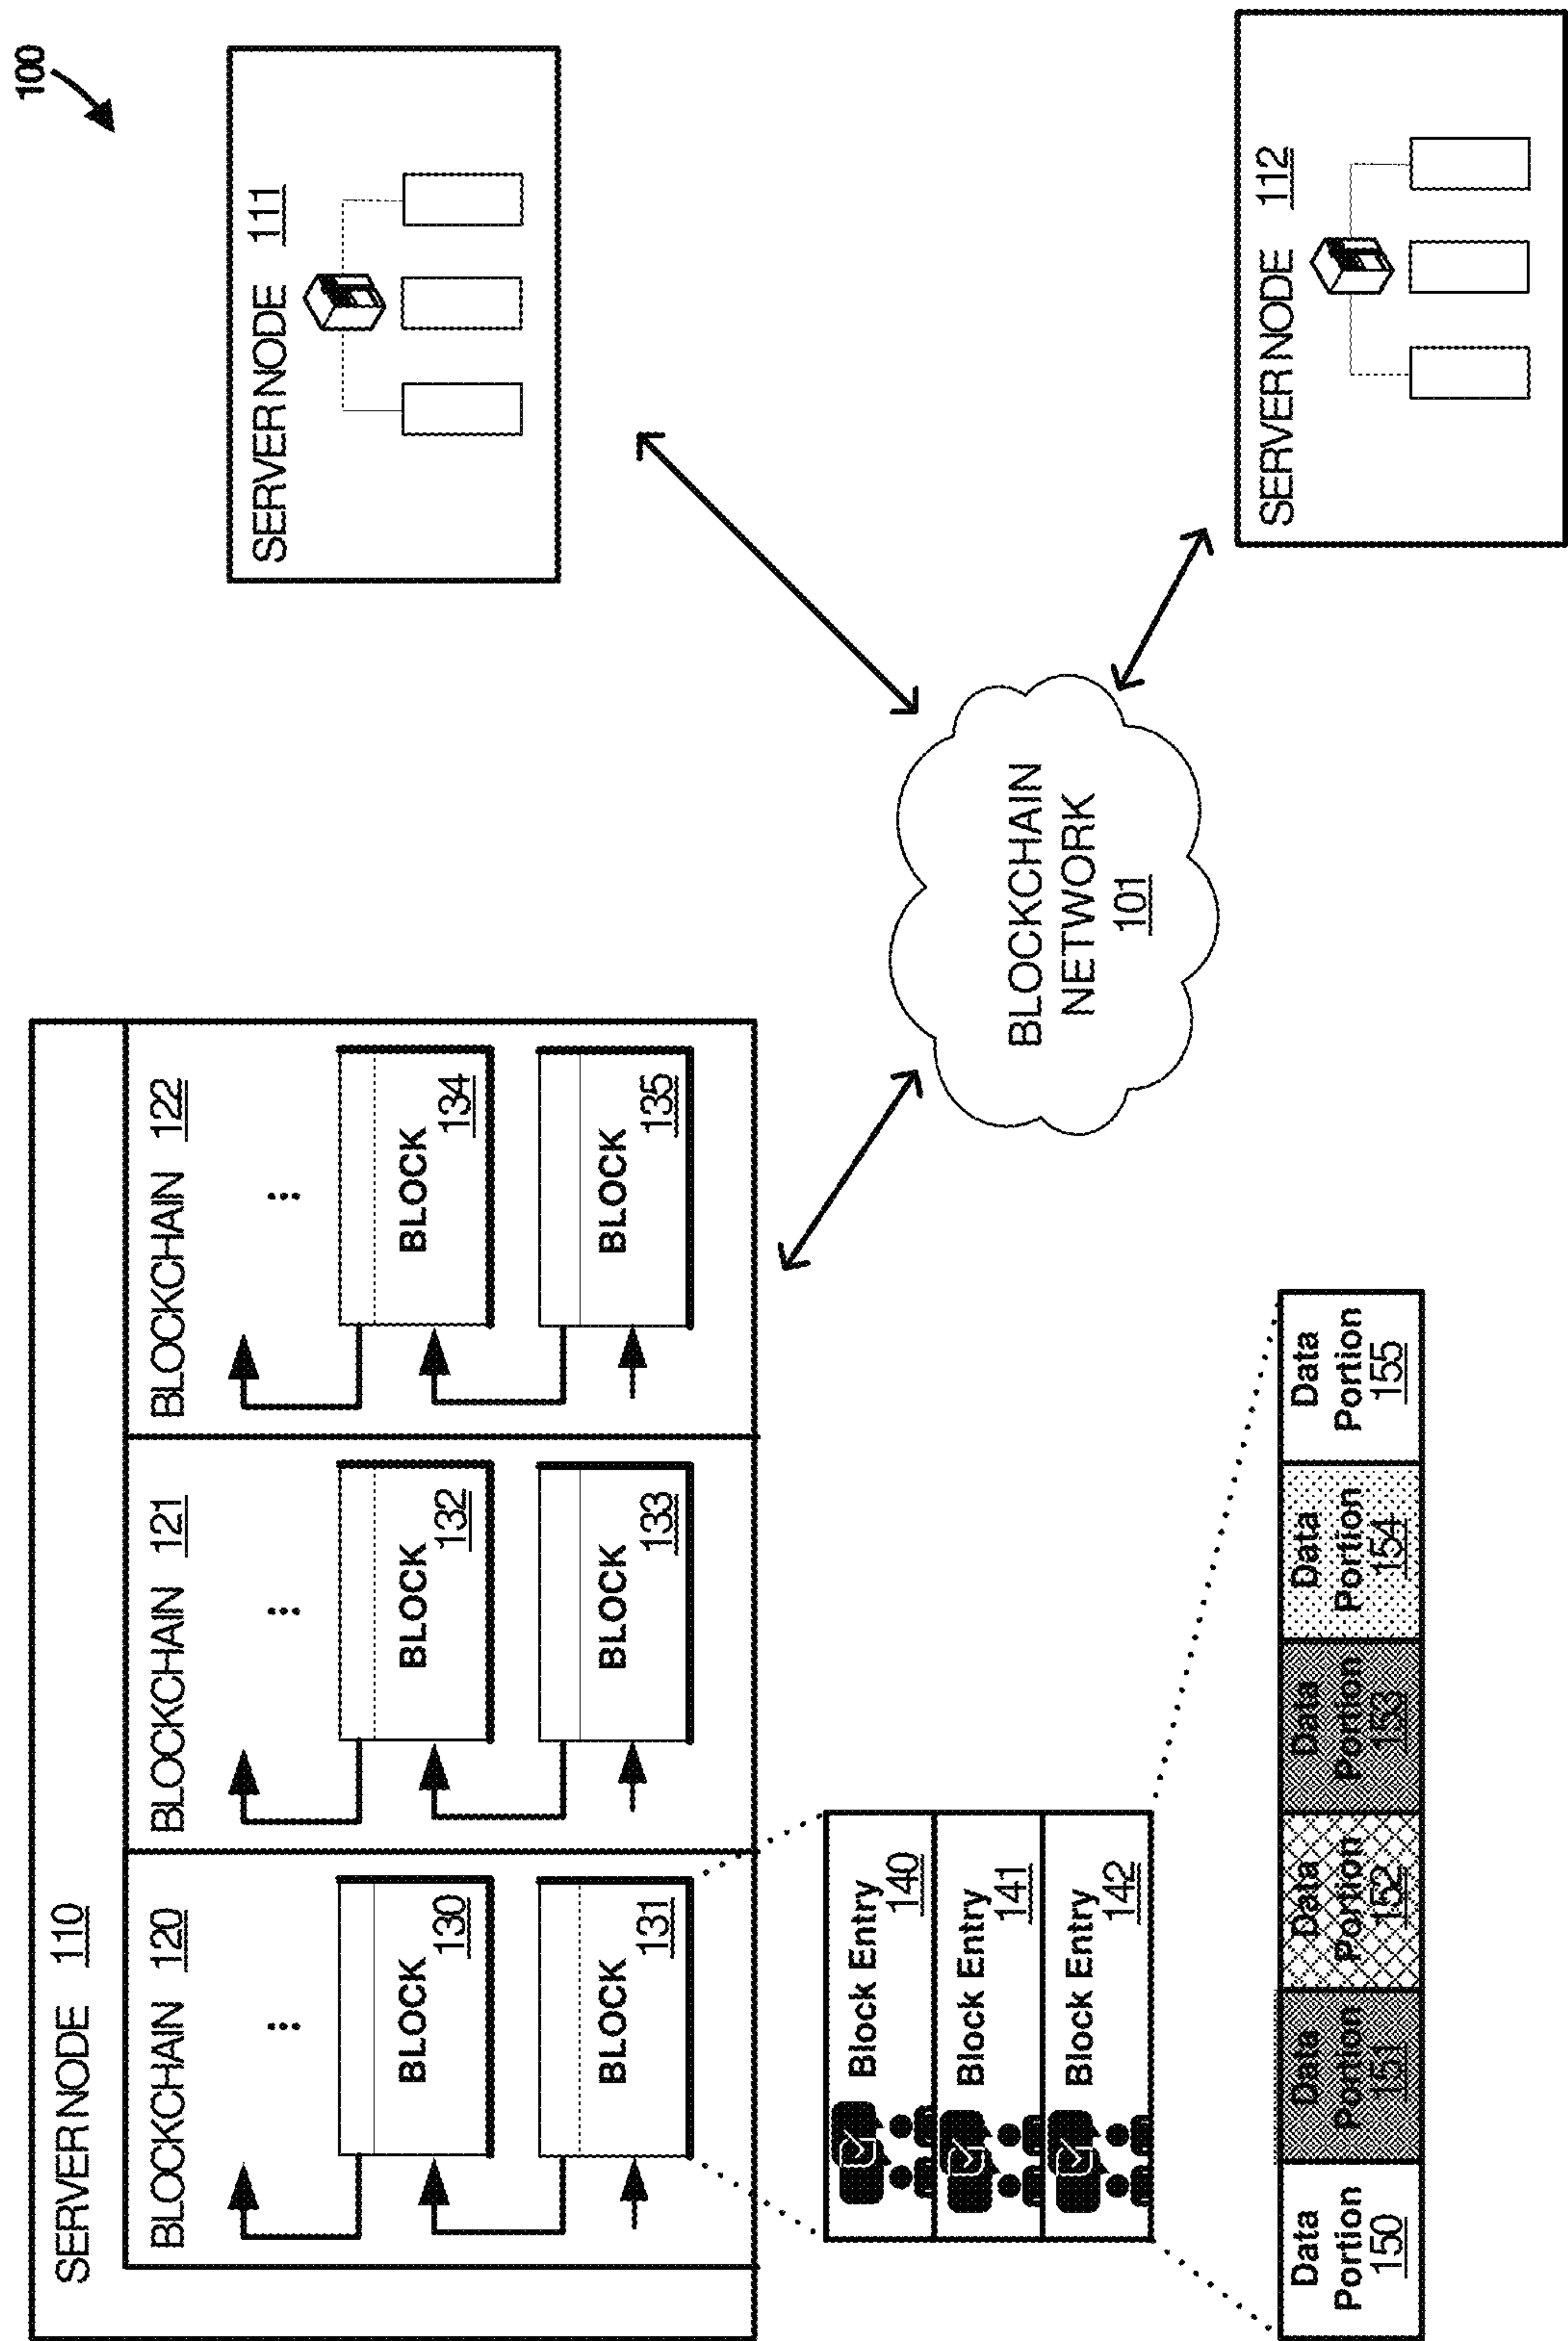 100
SERVER NODE 110
BLOCKCHAIN 120
BLOCK
130
BLOCK
131
BLOCKCHAIN 121
BLOCK
132
BLOCK
133
BLOCKCHAIN 122
BLOCK
134
BLOCK
135
SERVER NODE 111
Block Entry
140
Block Entry
141
Block Entry
142
BLOCKCHAIN
NETWORK
101
SERVER NODE 112
Data
Portion
150
Data
Portion
151
Data
Portion
152
Data
Portion
153
Data
Portion
154
Data
Portion
155